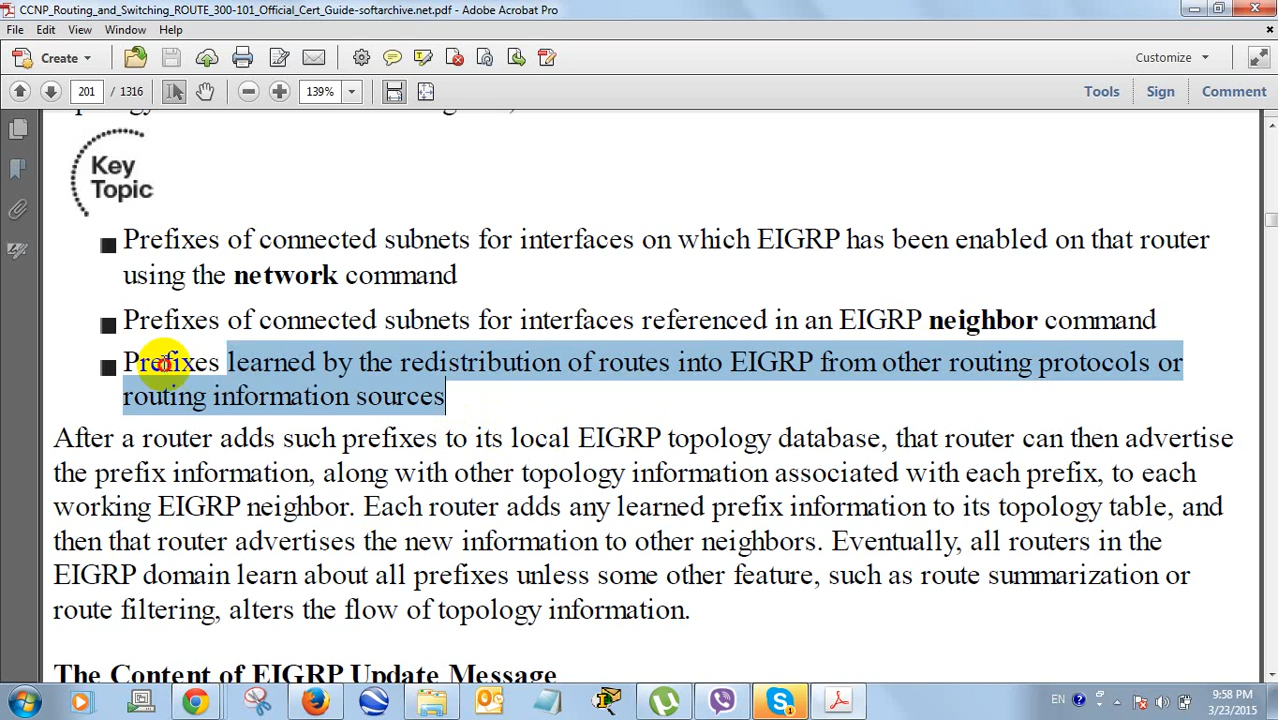 CCNP_Routing_and_Switching_ROUTE_300-101_Official_Cert_Guide-softarchive.net.pdf - Adobe Acrobat Pro
File Edit View Window Help
Create Customize
201 / 1316 139% Tools Sign Comment
Key
Topic
Prefixes of connected subnets for interfaces on which EIGRP has been enabled on that router
using the network command
Prefixes of connected subnets for interfaces referenced in an EIGRP neighbor command
Prefixes learned by the redistribution of routes into EIGRP from other routing protocols or
routing information sources
After a router adds such prefixes to its local EIGRP topology database, that router can then advertise
the prefix information, along with other topology information associated with each prefix, to each
working EIGRP neighbor. Each router adds any learned prefix information to its topology table, and
then that router advertises the new information to other neighbors. Eventually, all routers in the
EIGRP domain learn about all prefixes unless some other feature, such as route summarization or
route filtering, alters the flow of topology information.
The Content of EIGRP Update Message
EN 9:58 PM
3/23/2015